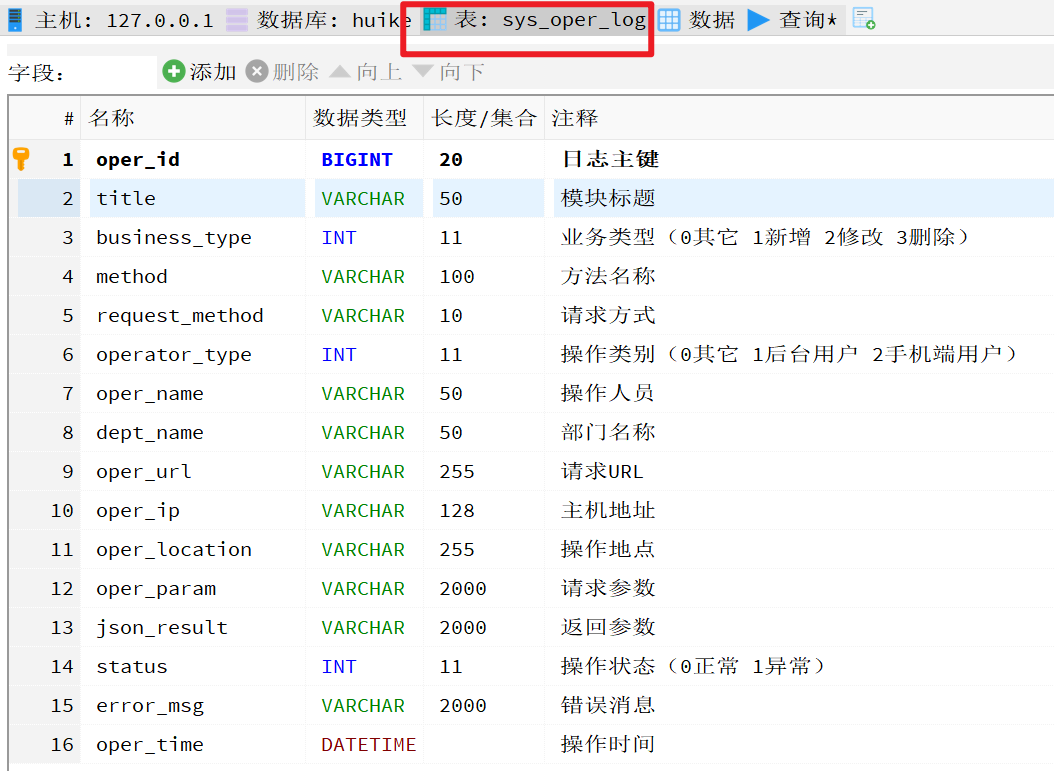 主机: 127.0.0.1 数据库: huike 表: sys_oper_log 数据 查询*
字段: 添加 删除 向上 向下
# 名称 数据类型 长度/集合 注释
1 oper_id BIGINT 20 日志主键
2 title VARCHAR 50 模块标题
3 business_type INT 11 业务类型（0其它 1新增 2修改 3删除）
4 method VARCHAR 100 方法名称
5 request_method VARCHAR 10 请求方式
6 operator_type INT 11 操作类别（0其它 1后台用户 2手机端用户）
7 oper_name VARCHAR 50 操作人员
8 dept_name VARCHAR 50 部门名称
9 oper_url VARCHAR 255 请求URL
10 oper_ip VARCHAR 128 主机地址
11 oper_location VARCHAR 255 操作地点
12 oper_param VARCHAR 2000 请求参数
13 json_result VARCHAR 2000 返回参数
14 status INT 11 操作状态（0正常 1异常）
15 error_msg VARCHAR 2000 错误消息
16 oper_time DATETIME 操作时间